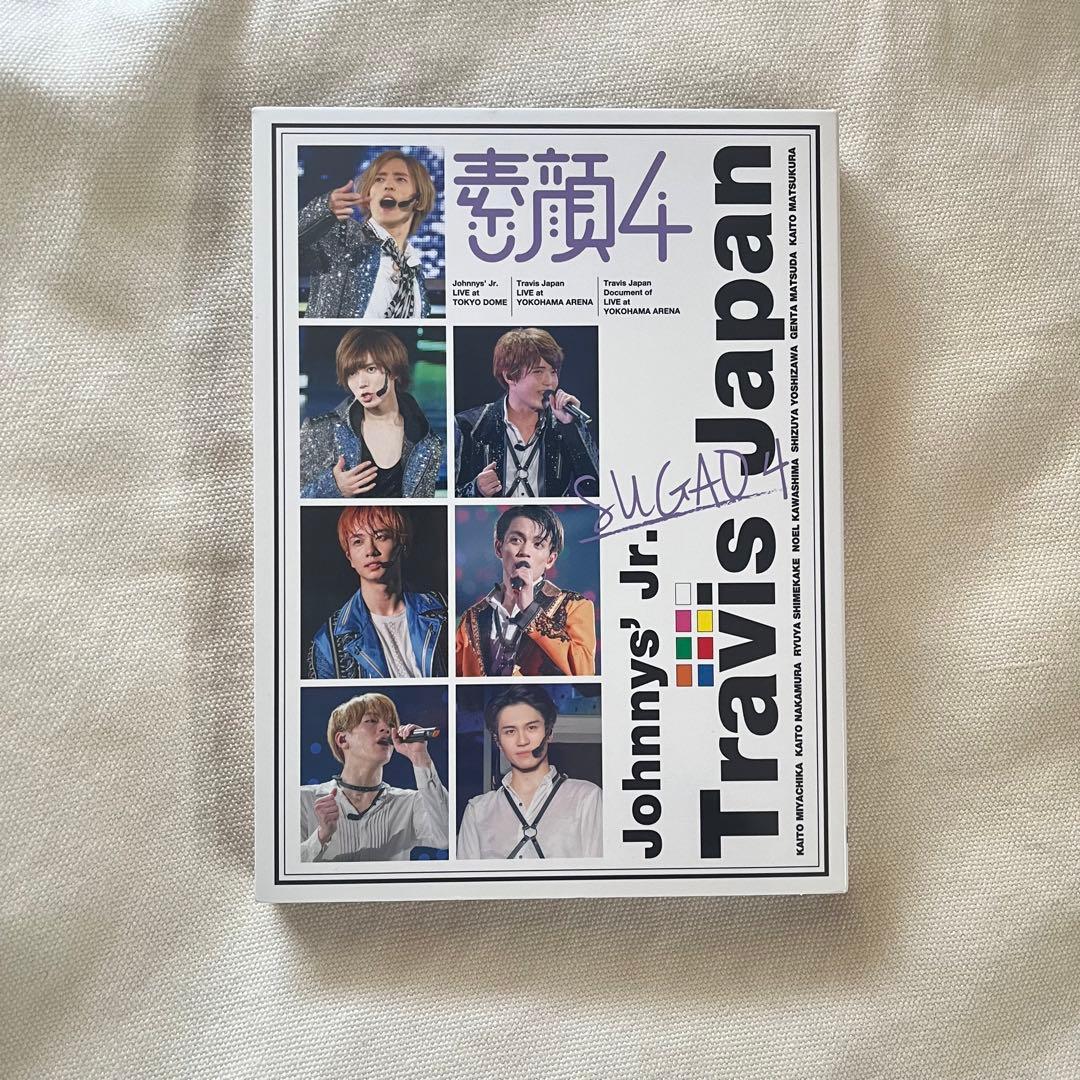 素顔4
Johnnys' Jr.
LIVE at
TOKYO DOME
Travis Japan
LIVE at
YOKOHAMA ARENA
Travis Japan
Document of
LIVE at
YOKOHAMA ARENA
SUGAO4
Johnnys' Jr.
Travis Japan
KAITO MIYACHIKA KAITO NAKAMURA RYUYA SHIMEKAKE NOEL KAWASHIMA SHIZUYA YOSHIZAWA GENTA MATSUDA KAITO MATSUKURA